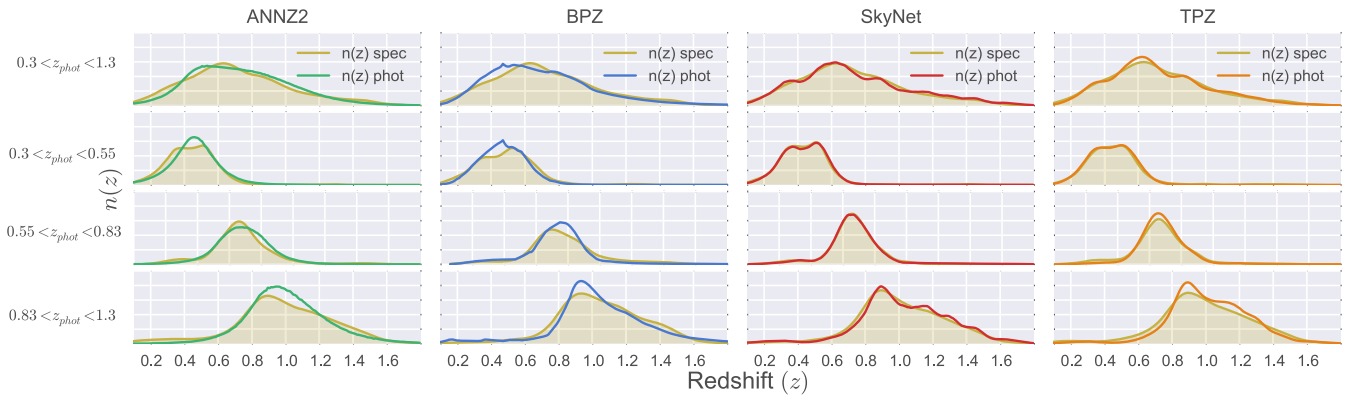 ANNZ2 BPZ SkyNet TPZ
0.3 <z_phot <1.3
n(z) spec
n(z) phot
n(z) spec
n(z) phot
n(z) spec
n(z) phot
n(z) spec
n(z) phot
0.3 <z_phot <0.55
n(z)
0.55 <z_phot <0.83
0.83 <z_phot <1.3
0.2 0.4 0.6 0.8 1.0 1.2 1.4 1.6 0.2 0.4 0.6 0.8 1.0 1.2 1.4 1.6 0.2 0.4 0.6 0.8 1.0 1.2 1.4 1.6 0.2 0.4 0.6 0.8 1.0 1.2 1.4 1.6
Redshift (z)